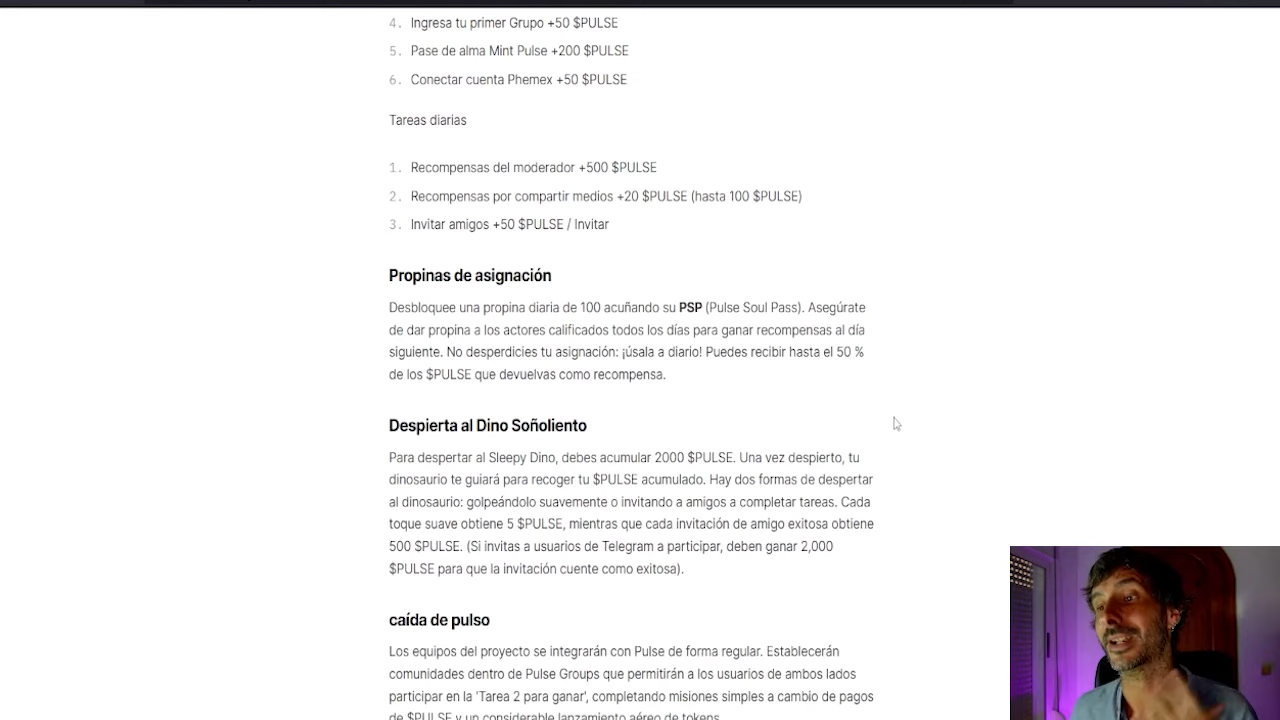 4. Ingresa tu primer Grupo +50 $PULSE
5. Pase de alma Mint Pulse +200 $PULSE
6. Conectar cuenta Phemex +50 $PULSE
Tareas diarias
1. Recompensas del moderador +500 $PULSE
2. Recompensas por compartir medios +20 $PULSE (hasta 100 $PULSE)
3. Invitar amigos +50 $PULSE / Invitar
Propinas de asignación
Desbloquee una propina diaria de 100 acuñando su PSP (Pulse Soul Pass). Asegúrate
de dar propina a los actores calificados todos los días para ganar recompensas al día
siguiente. No desperdicies tu asignación: ¡úsala a diario! Puedes recibir hasta el 50 %
de los $PULSE que devuelvas como recompensa.
Despierta al Dino Soñoliento
Para despertar al Sleepy Dino, debes acumular 2000 $PULSE. Una vez despierto, tu
dinosaurio te guiará para recoger tu $PULSE acumulado. Hay dos formas de despertar
al dinosaurio: golpeándolo suavemente o invitando a amigos a completar tareas. Cada
toque suave obtiene 5 $PULSE, mientras que cada invitación de amigo exitosa obtiene
500 $PULSE. (Si invitas a usuarios de Telegram a participar, deben ganar 2,000
$PULSE para que la invitación cuente como exitosa).
caída de pulso
Los equipos del proyecto se integrarán con Pulse de forma regular. Establecerán
comunidades dentro de Pulse Groups que permitirán a los usuarios de ambos lados
participar en la 'Tarea 2 para ganar', completando misiones simples a cambio de pagos
de $PULSE y un considerable lanzamiento aéreo de tokens.